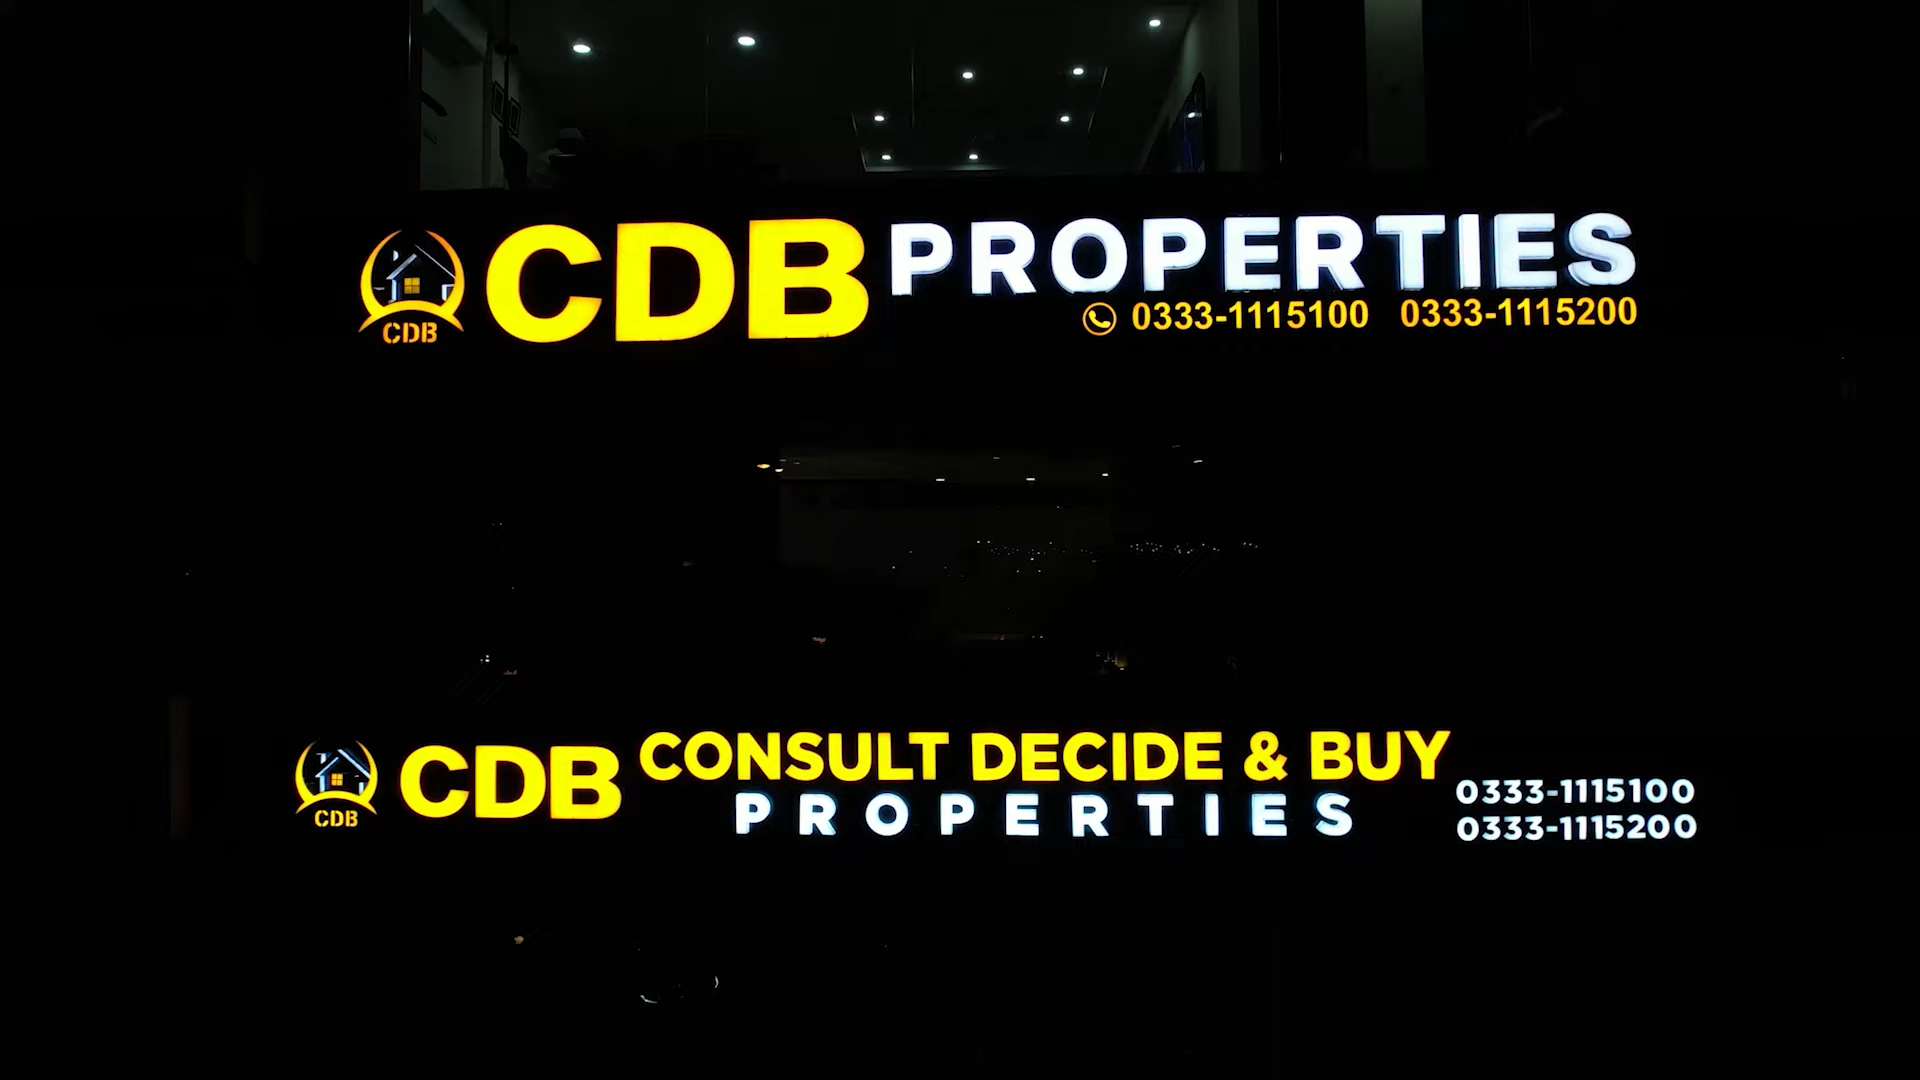 CDB PROPERTIES
CDB
0333-1115100 0333-1115200
CDB CONSULT DECIDE & BUY
PROPERTIES
CDB
0333-1115100
0333-1115200